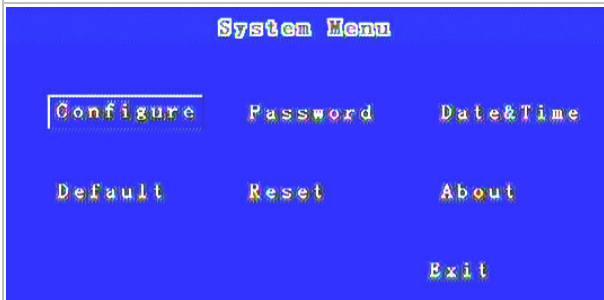 System Menu
Configure Password Date&Time
Default Reset About
Exit